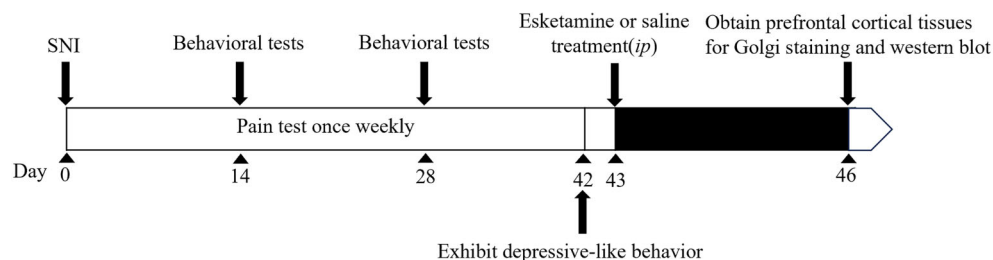 SNI
Behavioral tests
Behavioral tests
Esketamine or saline
treatment(ip)
Obtain prefrontal cortical tissues
for Golgi staining and western blot
Pain test once weekly
Day 0 14 28 42 43 46
Exhibit depressive-like behavior